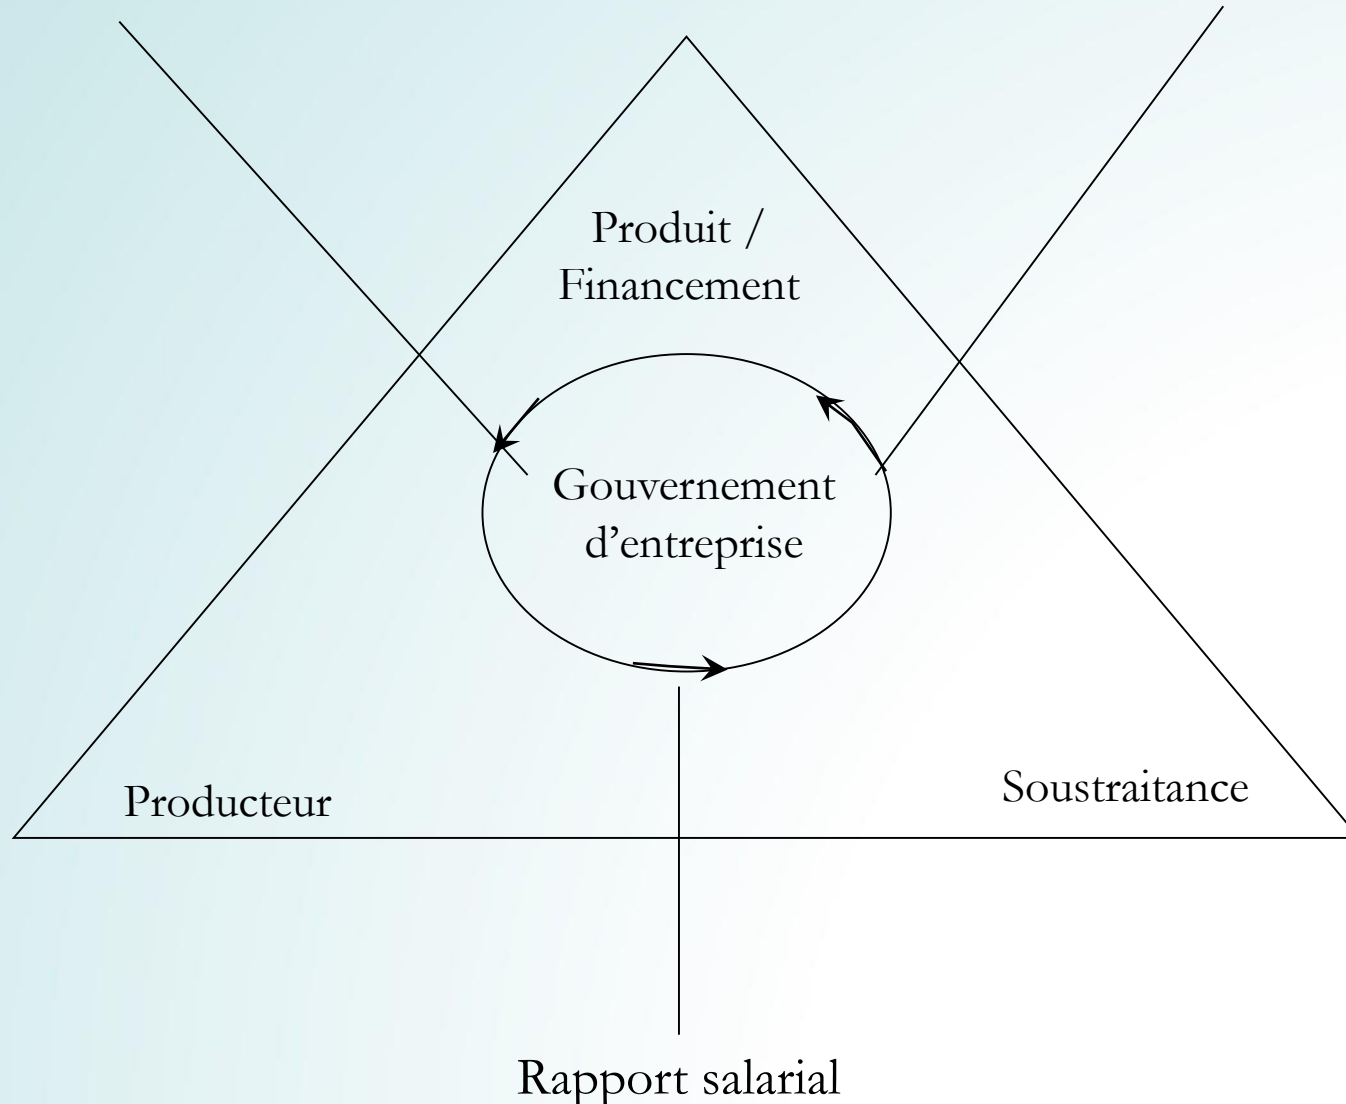 Produit /
Financement
Gouvernement
d’entreprise
Producteur
Soustraitance
Rapport salarial